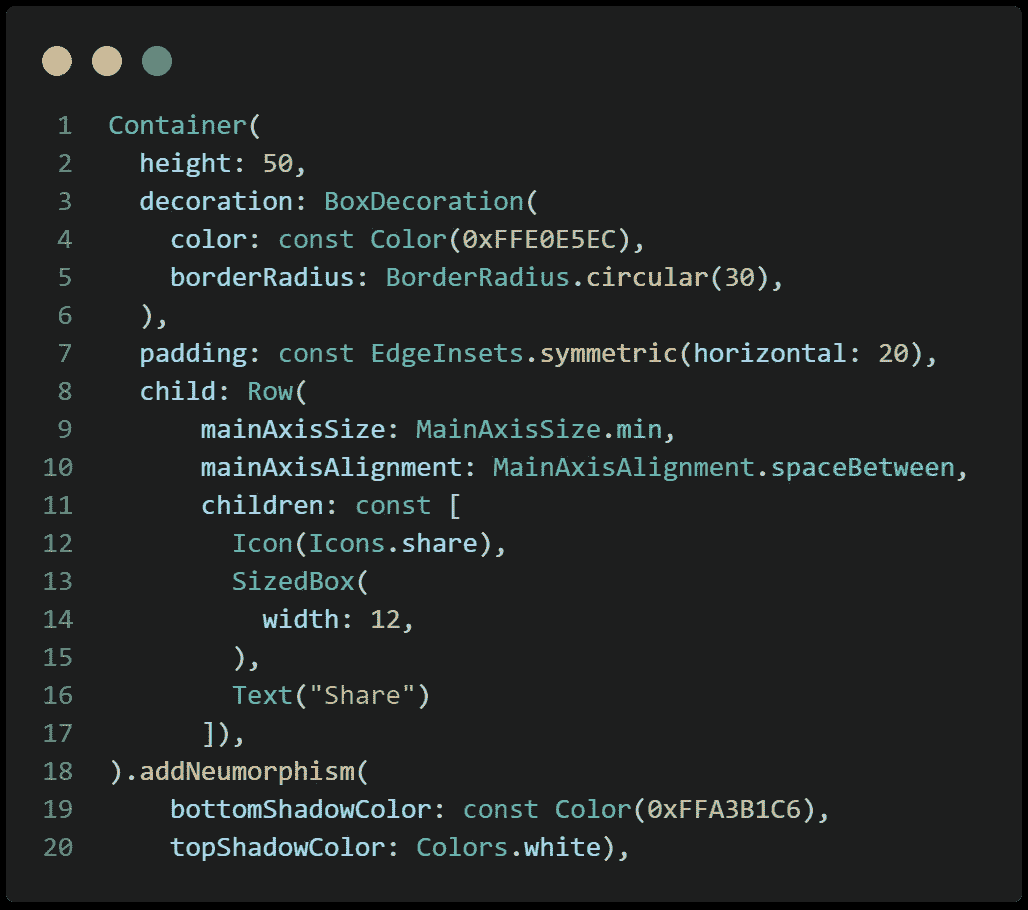 1 Container(
2   height: 50,
3   decoration: BoxDecoration(
4     color: const Color(0xFFE0E5EC),
5     borderRadius: BorderRadius.circular(30),
6   ),
7   padding: const EdgeInsets.symmetric(horizontal: 20),
8   child: Row(
9       mainAxisSize: MainAxisSize.min,
10       mainAxisAlignment: MainAxisAlignment.spaceBetween,
11       children: const [
12         Icon(Icons.share),
13         SizedBox(
14           width: 12,
15         ),
16         Text("Share")
17       ]),
18 ).addNeumorphism(
19     bottomShadowColor: const Color(0xFFA3B1C6),
20     topShadowColor: Colors.white),